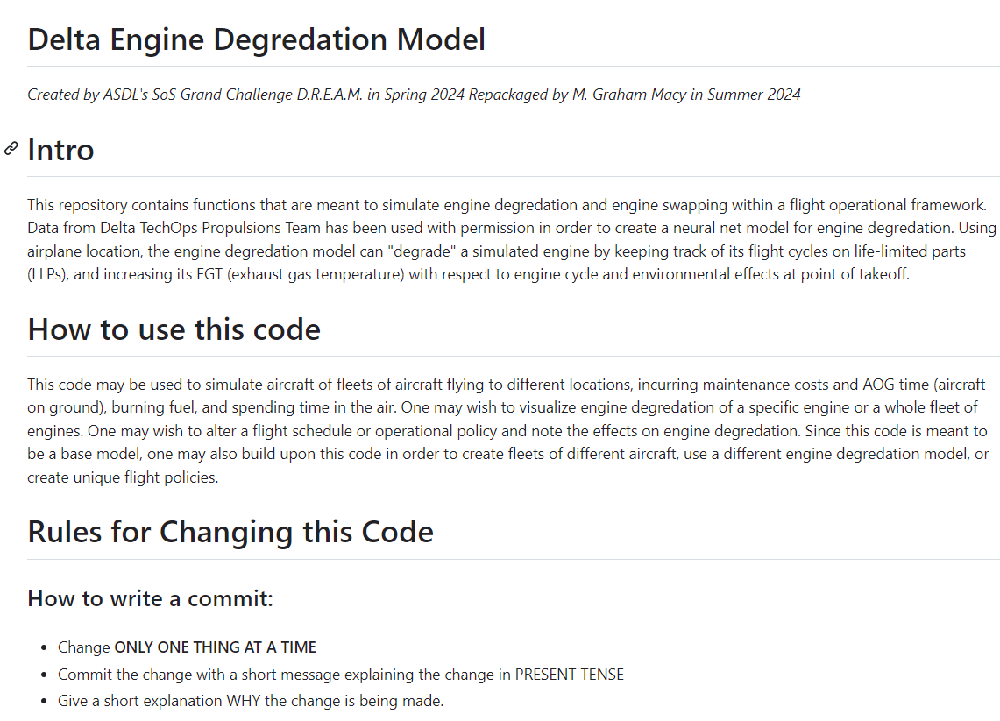 Delta Engine Degredation Model
Created by ASDL's SoS Grand Challenge D.R.E.A.M. in Spring 2024 Repackaged by M. Graham Macy in Summer 2024
Intro
This repository contains functions that are meant to simulate engine degredation and engine swapping within a flight operational framework.
Data from Delta TechOps Propulsions Team has been used with permission in order to create a neural net model for engine degredation. Using
airplane location, the engine degredation model can "degrade" a simulated engine by keeping track of its flight cycles on life-limited parts
(LLPs), and increasing its EGT (exhaust gas temperature) with respect to engine cycle and environmental effects at point of takeoff.
How to use this code
This code may be used to simulate aircraft of fleets of aircraft flying to different locations, incurring maintenance costs and AOG time (aircraft
on ground), burning fuel, and spending time in the air. One may wish to visualize engine degredation of a specific engine or a whole fleet of
engines. One may wish to alter a flight schedule or operational policy and note the effects on engine degredation. Since this code is meant to
be a base model, one may also build upon this code in order to create fleets of different aircraft, use a different engine degredation model, or
create unique flight policies.
Rules for Changing this Code
How to write a commit:
• Change ONLY ONE THING AT A TIME
• Commit the change with a short message explaining the change in PRESENT TENSE
• Give a short explanation WHY the change is being made.